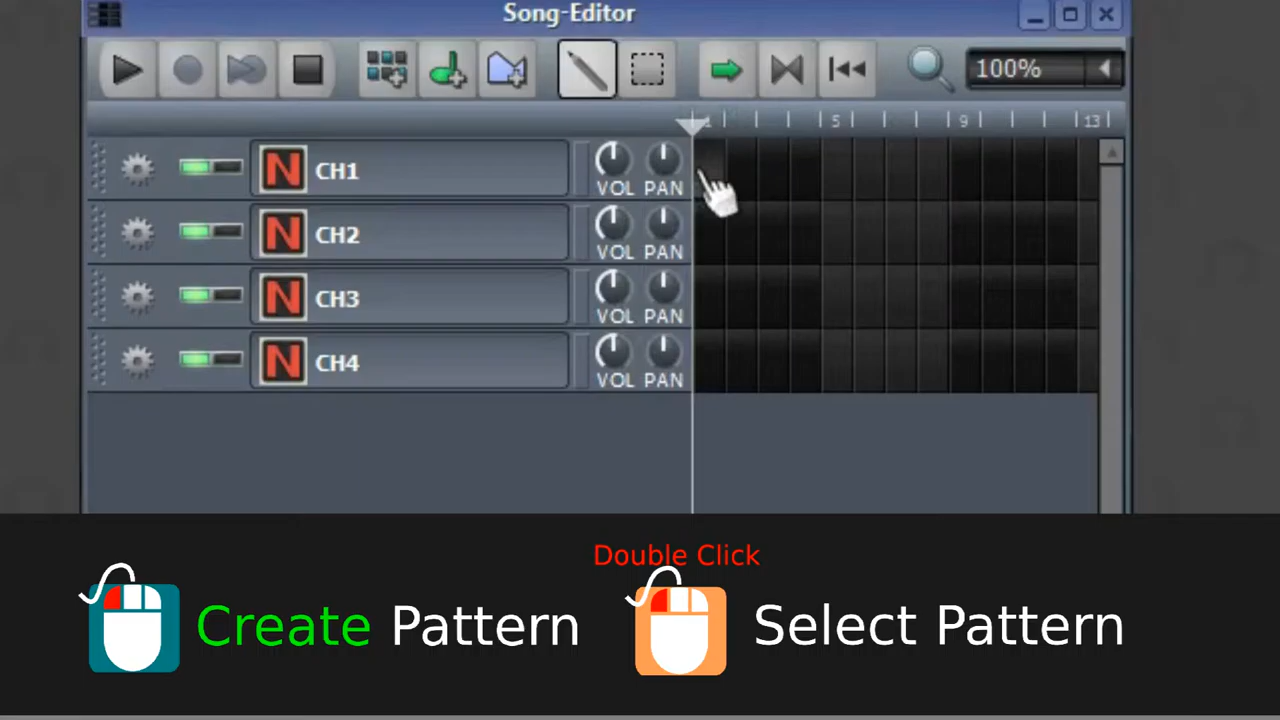 Song-Editor
100%
1 5 9 13
N CH1 VOL PAN
N CH2 VOL PAN
N CH3 VOL PAN
N CH4 VOL PAN
Double Click
Create Pattern
Select Pattern